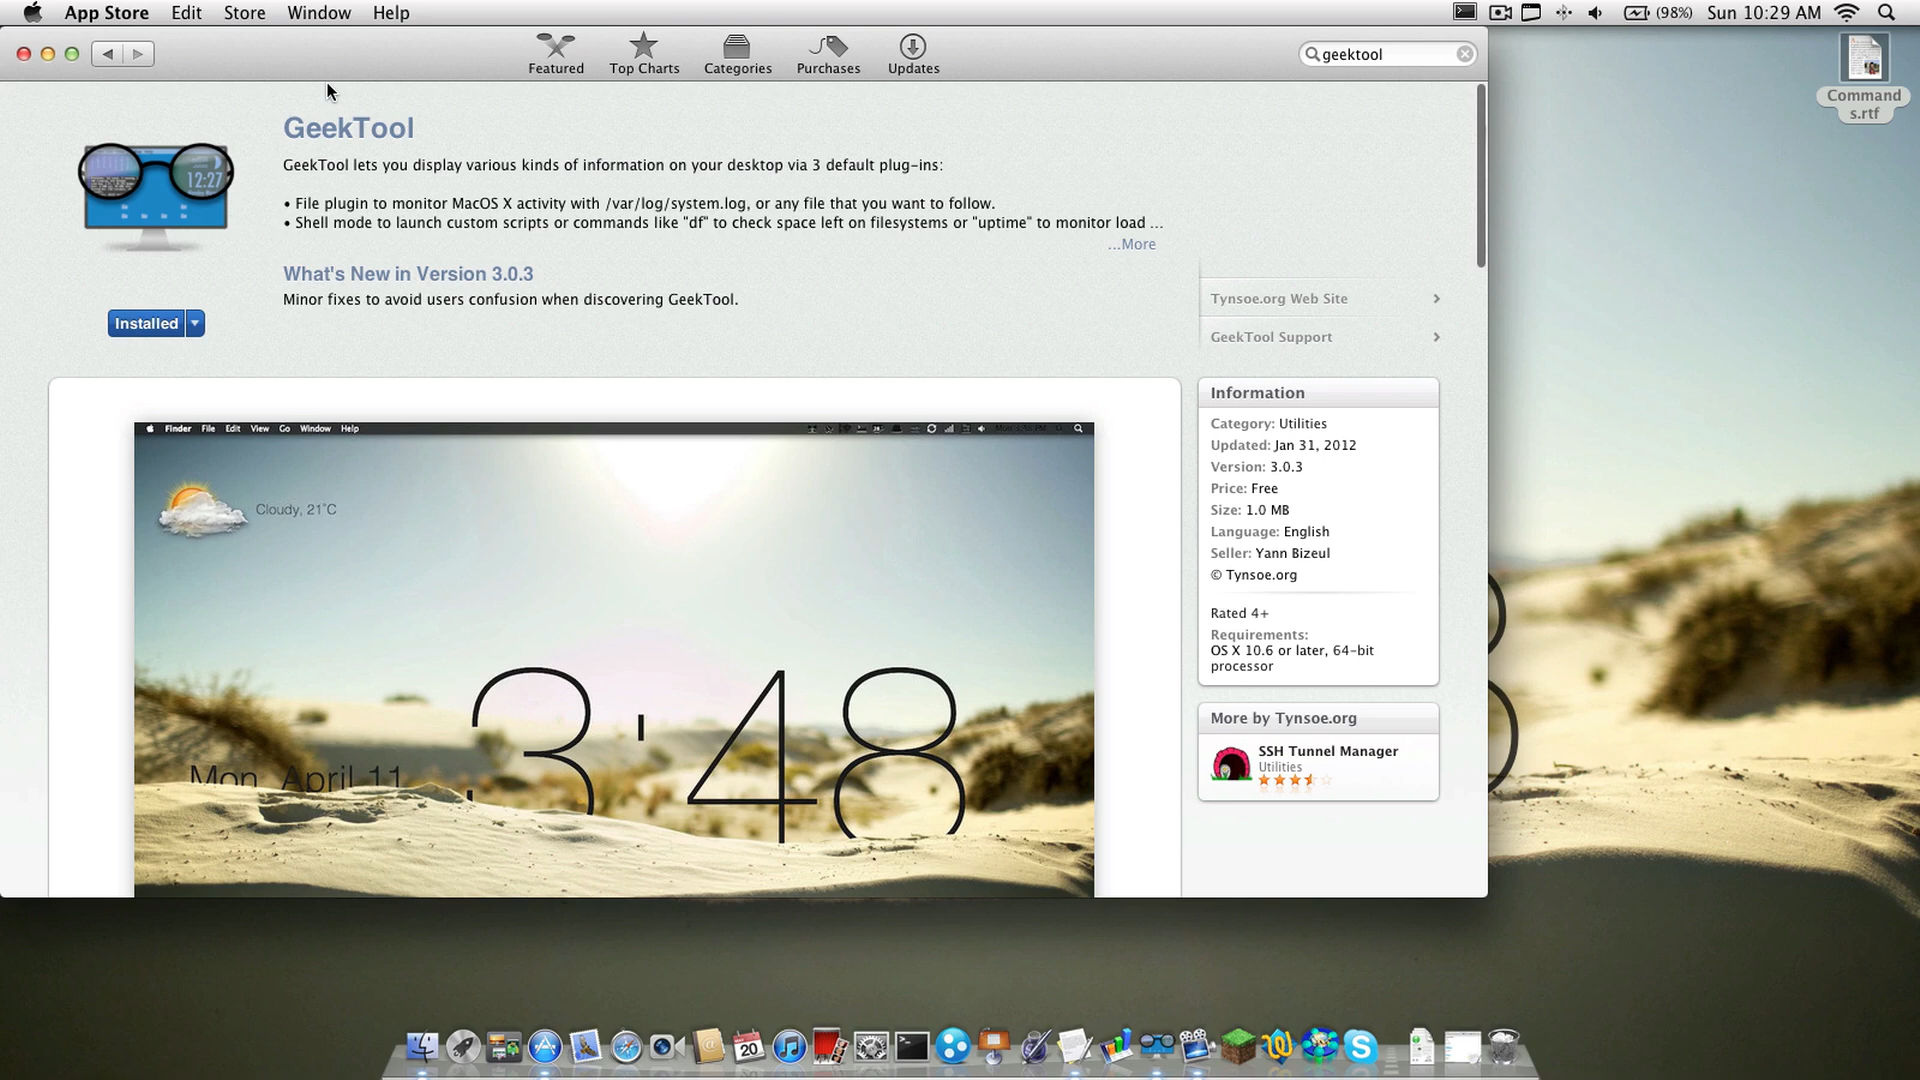 App Store Edit Store Window Help
(98%) Sun 10:29 AM
Featured Top Charts Categories Purchases Updates
geektool
Command
s.rtf
GeekTool
GeekTool lets you display various kinds of information on your desktop via 3 default plug-ins:
• File plugin to monitor MacOS X activity with /var/log/system.log, or any file that you want to follow.
• Shell mode to launch custom scripts or commands like "df" to check space left on filesystems or "uptime" to monitor load ...
...More
12:27
What's New in Version 3.0.3
Minor fixes to avoid users confusion when discovering GeekTool.
Installed
Tynsoe.org Web Site
GeekTool Support
Information
Category: Utilities
Updated: Jan 31, 2012
Version: 3.0.3
Price: Free
Size: 1.0 MB
Language: English
Seller: Yann Bizeul
© Tynsoe.org
Rated 4+
Requirements:
OS X 10.6 or later, 64-bit
processor
More by Tynsoe.org
SSH Tunnel Manager
Utilities
Finder File Edit View Go Window Help
Cloudy, 21°C
3:48
Mon, April 11
20